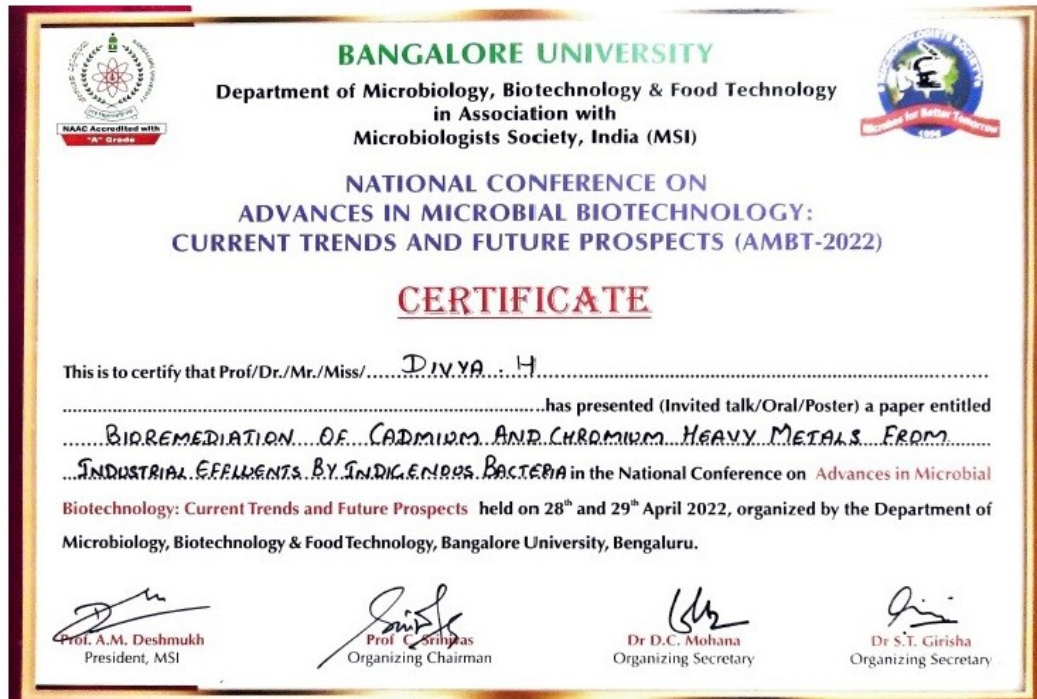 BANGALORE UNIVERSITY
Department of Microbiology, Biotechnology & Food Technology
in Association with
Microbiologists Society, India (MSI)
NAAC Accredited with
"A" Grade
Microbes for Better Tomorrow
1996
NATIONAL CONFERENCE ON
ADVANCES IN MICROBIAL BIOTECHNOLOGY:
CURRENT TRENDS AND FUTURE PROSPECTS (AMBT-2022)
CERTIFICATE
This is to certify that Prof/Dr./Mr./Miss/ DIVYA . H
has presented (Invited talk/Oral/Poster) a paper entitled
BIOREMEDIATION OF CADMIUM AND CHROMIUM HEAVY METALS FROM
INDUSTRIAL EFFLUENTS BY INDIGENOUS BACTERIA in the National Conference on Advances in Microbial
Biotechnology: Current Trends and Future Prospects held on 28th and 29th April 2022, organized by the Department of
Microbiology, Biotechnology & Food Technology, Bangalore University, Bengaluru.
Prof. A.M. Deshmukh
President, MSI
Prof C. Srinivas
Organizing Chairman
Dr D.C. Mohana
Organizing Secretary
Dr S.T. Girisha
Organizing Secretary